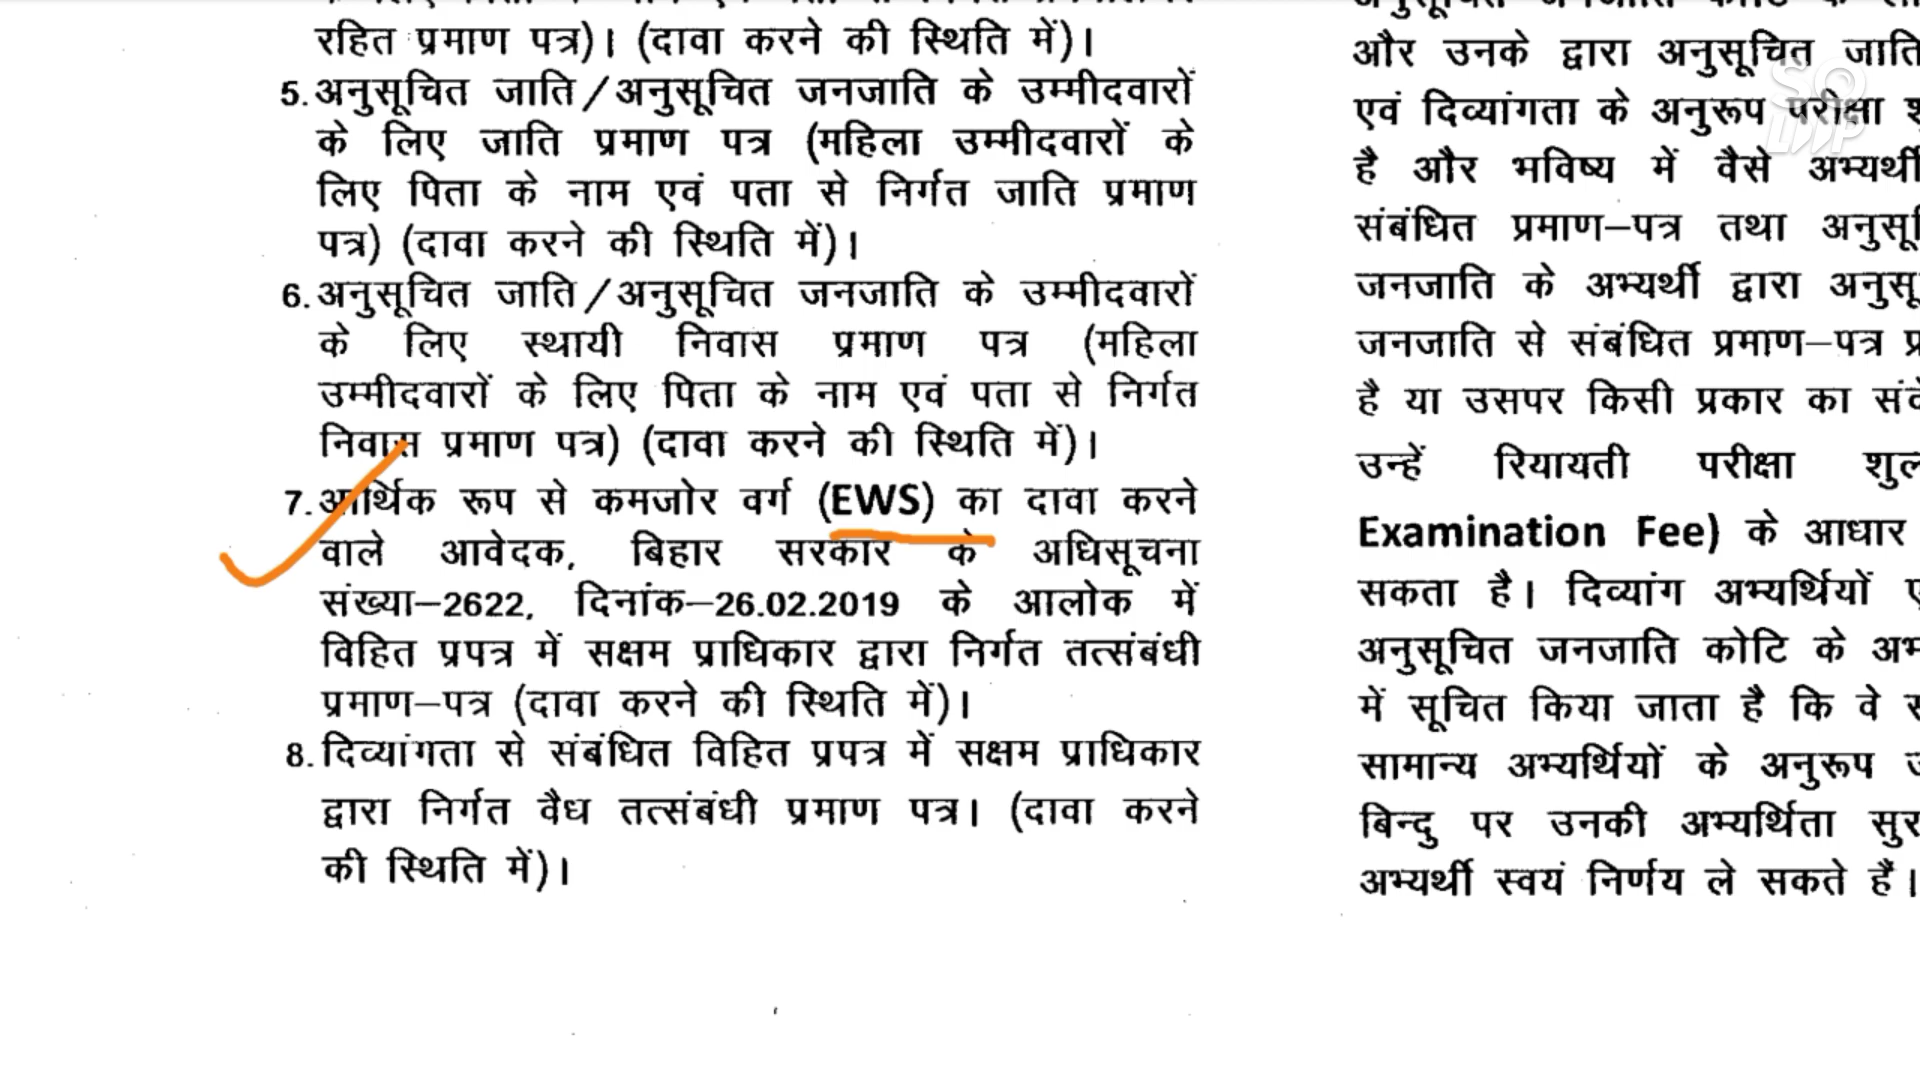 रहित प्रमाण पत्र)। (दावा करने की स्थिति में)।
5. अनुसूचित जाति/अनुसूचित जनजाति के उम्मीदवारों
के लिए जाति प्रमाण पत्र (महिला उम्मीदवारों के
लिए पिता के नाम एवं पता से निर्गत जाति प्रमाण
पत्र) (दावा करने की स्थिति में)।
6. अनुसूचित जाति/अनुसूचित जनजाति के उम्मीदवारों
के लिए स्थायी निवास प्रमाण पत्र (महिला
उम्मीदवारों के लिए पिता के नाम एवं पता से निर्गत
निवास प्रमाण पत्र) (दावा करने की स्थिति में)।
7. आर्थिक रूप से कमजोर वर्ग (EWS) का दावा करने
वाले आवेदक, बिहार सरकार के अधिसूचना
संख्या–2622, दिनांक–26.02.2019 के आलोक में
विहित प्रपत्र में सक्षम प्राधिकार द्वारा निर्गत तत्संबंधी
प्रमाण–पत्र (दावा करने की स्थिति में)।
8. दिव्यांगता से संबंधित विहित प्रपत्र में सक्षम प्राधिकार
द्वारा निर्गत वैध तत्संबंधी प्रमाण पत्र। (दावा करने
की स्थिति में)।
और उनके द्वारा अनुसूचित जाति
एवं दिव्यांगता के अनुरूप परीक्षा
है और भविष्य में वैसे अभ्यर्थी
संबंधित प्रमाण–पत्र तथा
जनजाति के अभ्यर्थी द्वारा
जनजाति से संबंधित प्रमाण–पत्र
है या उसपर किसी प्रकार का
उन्हें रियायती परीक्षा
Examination Fee) के आधार
सकता है। दिव्यांग अभ्यर्थियों
अनुसूचित जनजाति कोटि के
में सूचित किया जाता है कि वे
सामान्य अभ्यर्थियों के अनुरूप
बिन्दु पर उनकी अभ्यर्थिता
अभ्यर्थी स्वयं निर्णय ले सकते हैं।